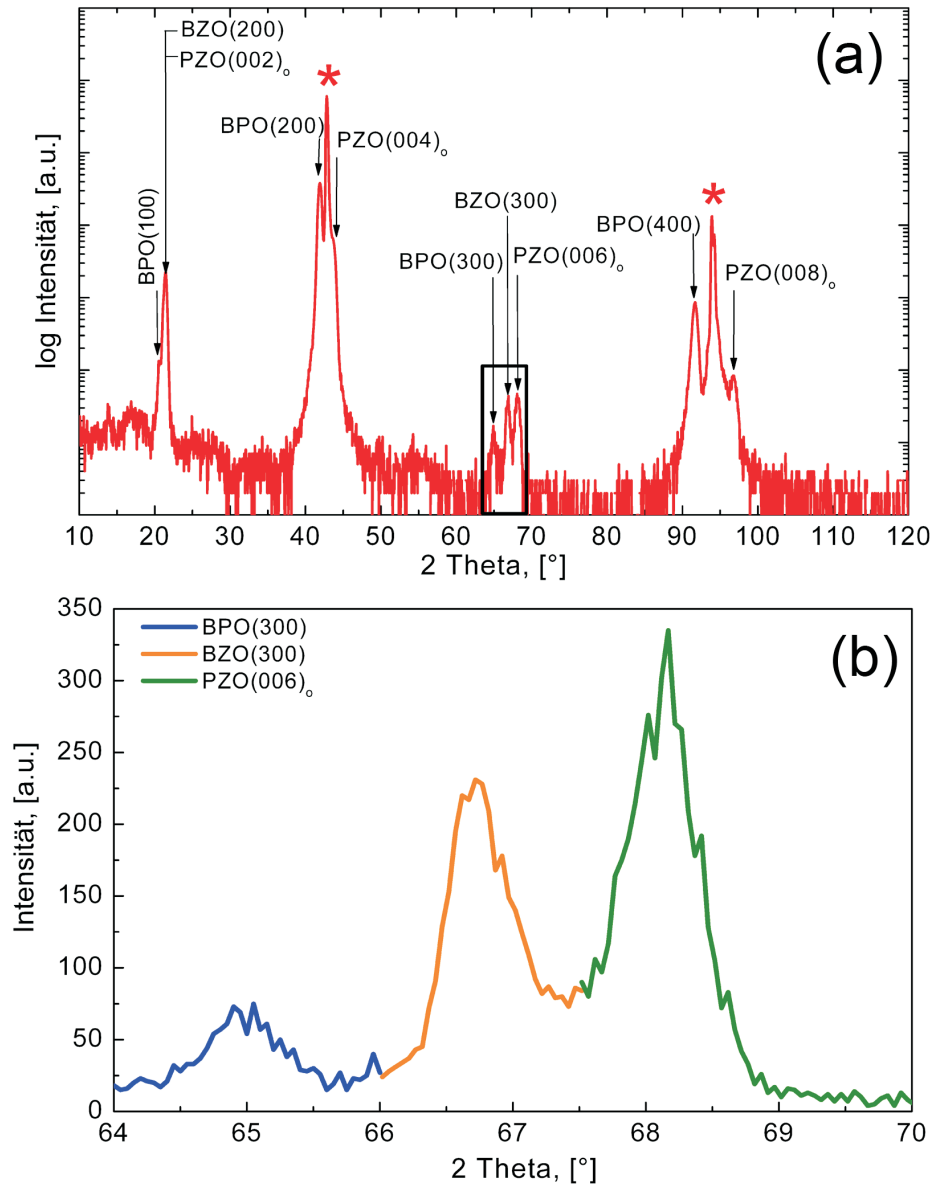 (a)
BZO(200)
PZO(002)o
*
BPO(200)
PZO(004)o
*
BZO(300)
BPO(400)
BPO(100)
BPO(300)
PZO(006)o
PZO(008)o
log Intensität, [a.u.]
10 20 30 40 50 60 70 80 90 100 110 120
2 Theta, [°]
(b)
BPO(300)
BZO(300)
PZO(006)o
350
300
250
200
150
100
50
0
Intensität, [a.u.]
64 65 66 67 68 69 70
2 Theta, [°]